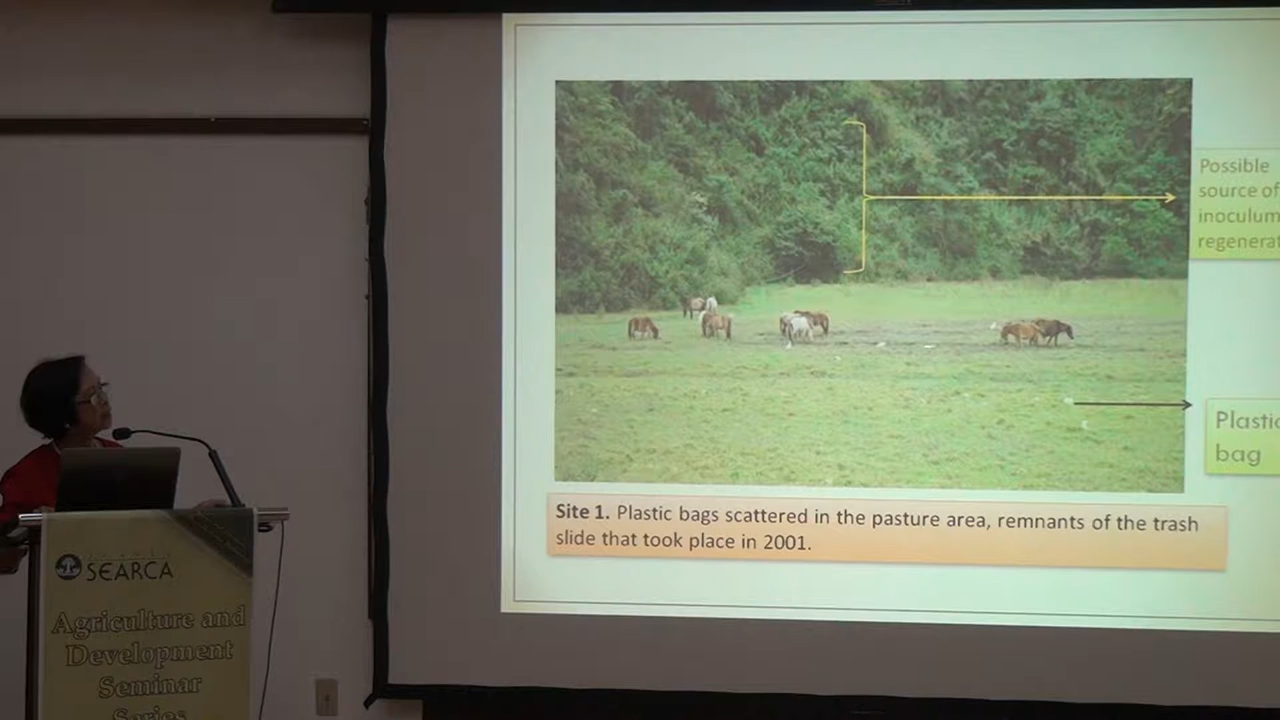 Possible
source of
inoculum
Plastic
bag
Site 1. Plastic bags scattered in the pasture area, remnants of the trash
slide that took place in 2001.
SEARCA
Agriculture and
Development
Seminar
Series